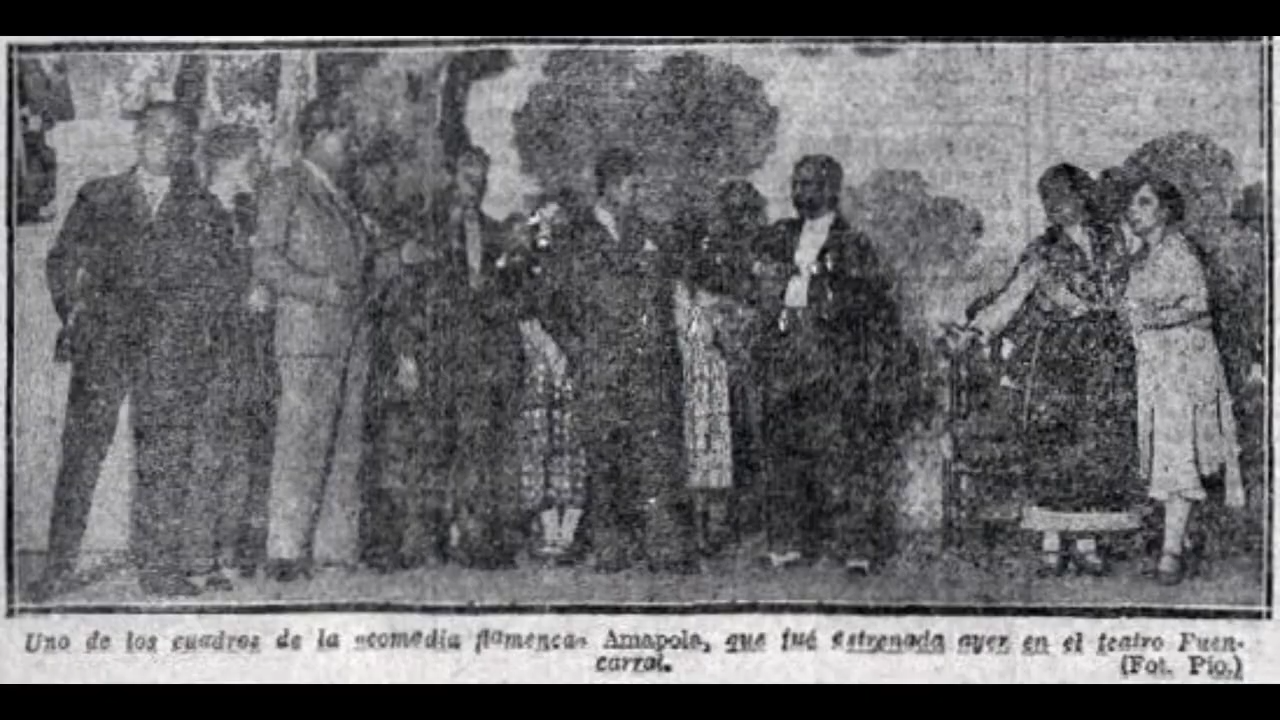 Uno de los cuadros de la «comedia flamenca» Amapola, que fué estrenada ayer en el teatro Fuen-
carral.
(Fot. Pío.)